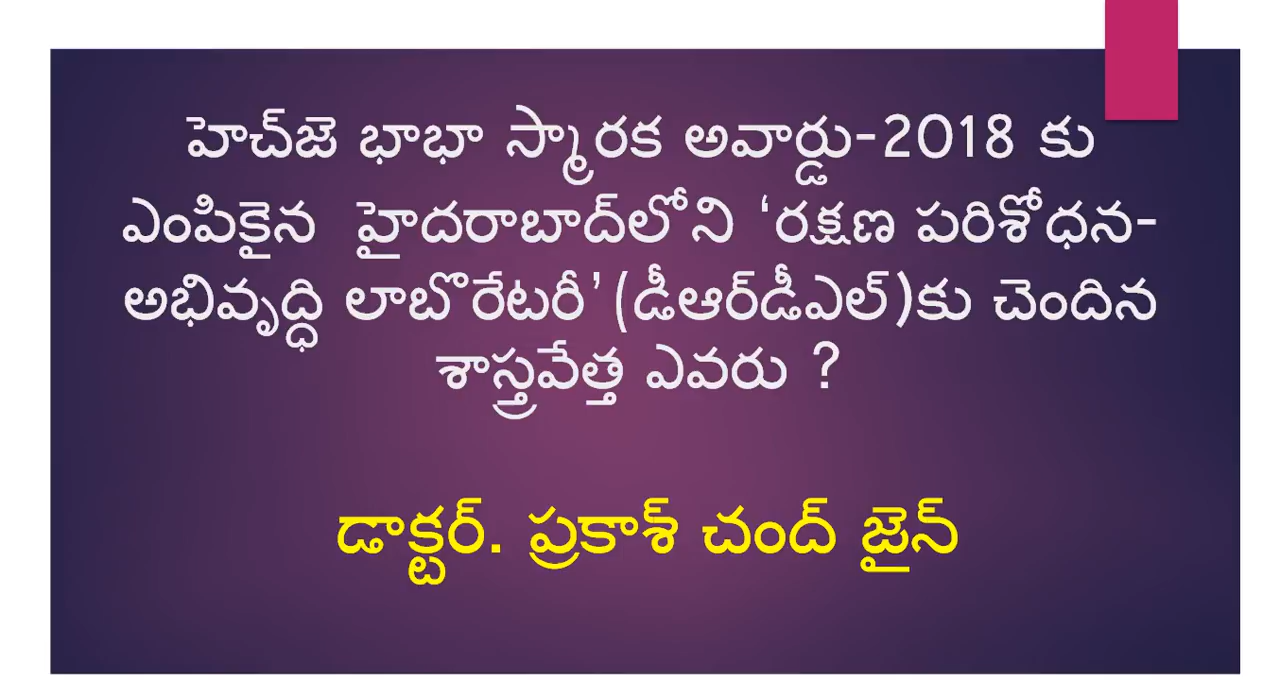 హెచ్‌జె భాభా స్మారక అవార్డు-2018 కు
ఎంపికైన హైదరాబాద్‌లోని ‘రక్షణ పరిశోధన-
అభివృద్ధి లాబొరేటరీ’(డీఆర్‌డీఎల్)కు చెందిన
శాస్త్రవేత్త ఎవరు ?
డాక్టర్. ప్రకాశ్ చంద్ జైన్